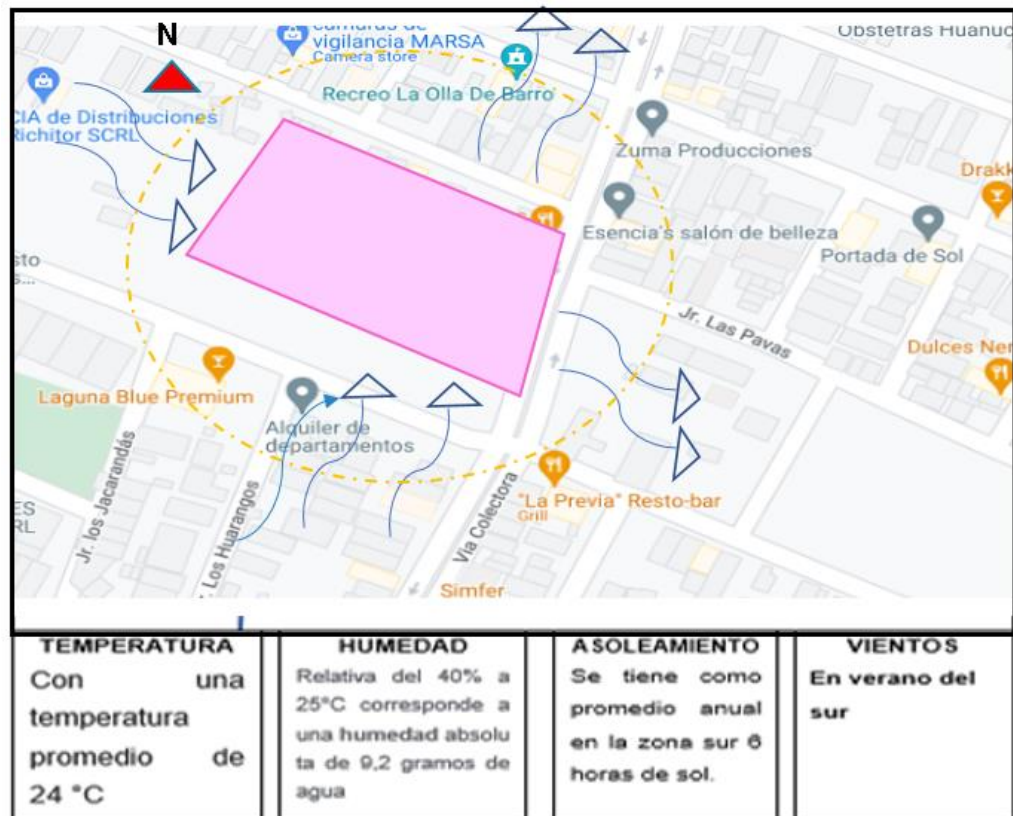 N
cámaras de
vigilancia MARSA
Camera store
Obstetras Huánuc
Recreo La Olla De Barro
CIA de Distribuciones
Richitor SCRL
Zuma Producciones
Drakk
Esencia's salón de belleza
Portada de Sol
sto
s...
Jr. Las Pavas
Dulces Ner
Laguna Blue Premium
Alquiler de
departamentos
"La Previa" Resto-bar
Grill
ES
RL
Jr. los Jacarandás
r. Los Huarangos
Via Colectora
Simfer
TEMPERATURA
Con una
temperatura
promedio de
24 °C
HUMEDAD
Relativa del 40% a
25°C corresponde a
una humedad absolu
ta de 9,2 gramos de
agua
ASOLEAMIENTO
Se tiene como
promedio anual
en la zona sur 6
horas de sol.
VIENTOS
En verano del
sur